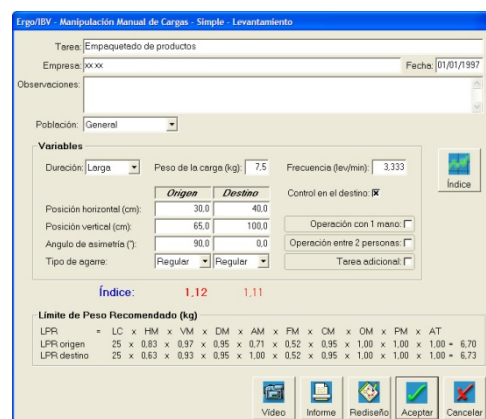 Ergo/IBV - Manipulación Manual de Cargas - Simple - Levantamiento
Tarea: Empaquetado de productos
Empresa: xx xx Fecha: 01/01/1997
Observaciones:
Población: General
Variables
Duración: Larga Peso de la carga (kg): 7,5 Frecuencia (lev/min): 3,333
Índice
Origen Destino Control en el destino:
Posición horizontal (cm): 30,0 40,0
Posición vertical (cm): 65,0 100,0 Operación con 1 mano:
Angulo de asimetría (°): 90,0 0,0 Operación entre 2 personas:
Tipo de agarre: Regular Regular Tarea adicional:
Índice: 1,12 1,11
Límite de Peso Recomendado (kg)
LPR = LC x HM x VM x DM x AM x FM x CM x OM x PM x AT
LPR origen 25 x 0,83 x 0,97 x 0,95 x 0,71 x 0,52 x 0,95 x 1,00 x 1,00 x 1,00 = 6,70
LPR destino 25 x 0,63 x 0,93 x 0,95 x 1,00 x 0,52 x 0,95 x 1,00 x 1,00 x 1,00 = 6,73
Vídeo Informe Rediseño Aceptar Cancelar